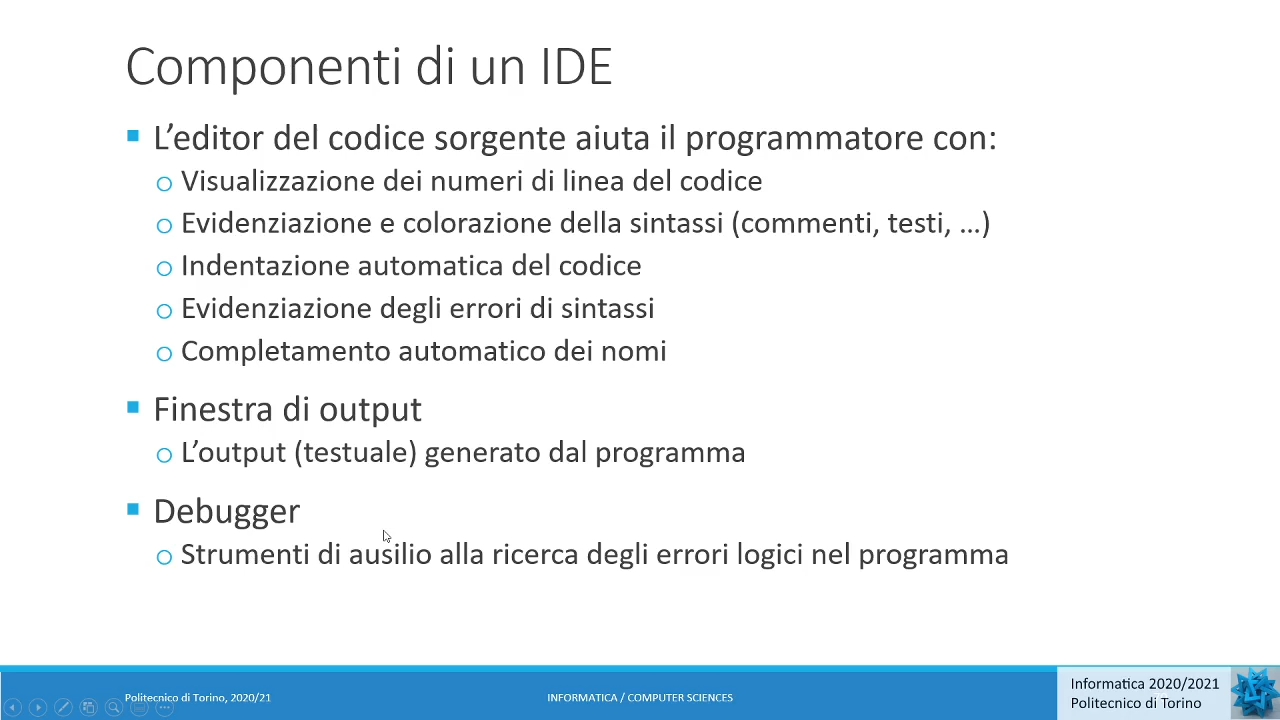 Componenti di un IDE
L’editor del codice sorgente aiuta il programmatore con:
Visualizzazione dei numeri di linea del codice
Evidenziazione e colorazione della sintassi (commenti, testi, …)
Indentazione automatica del codice
Evidenziazione degli errori di sintassi
Completamento automatico dei nomi
Finestra di output
L’output (testuale) generato dal programma
Debugger
Strumenti di ausilio alla ricerca degli errori logici nel programma
Politecnico di Torino, 2020/21
INFORMATICA / COMPUTER SCIENCES
Informatica 2020/2021
Politecnico di Torino